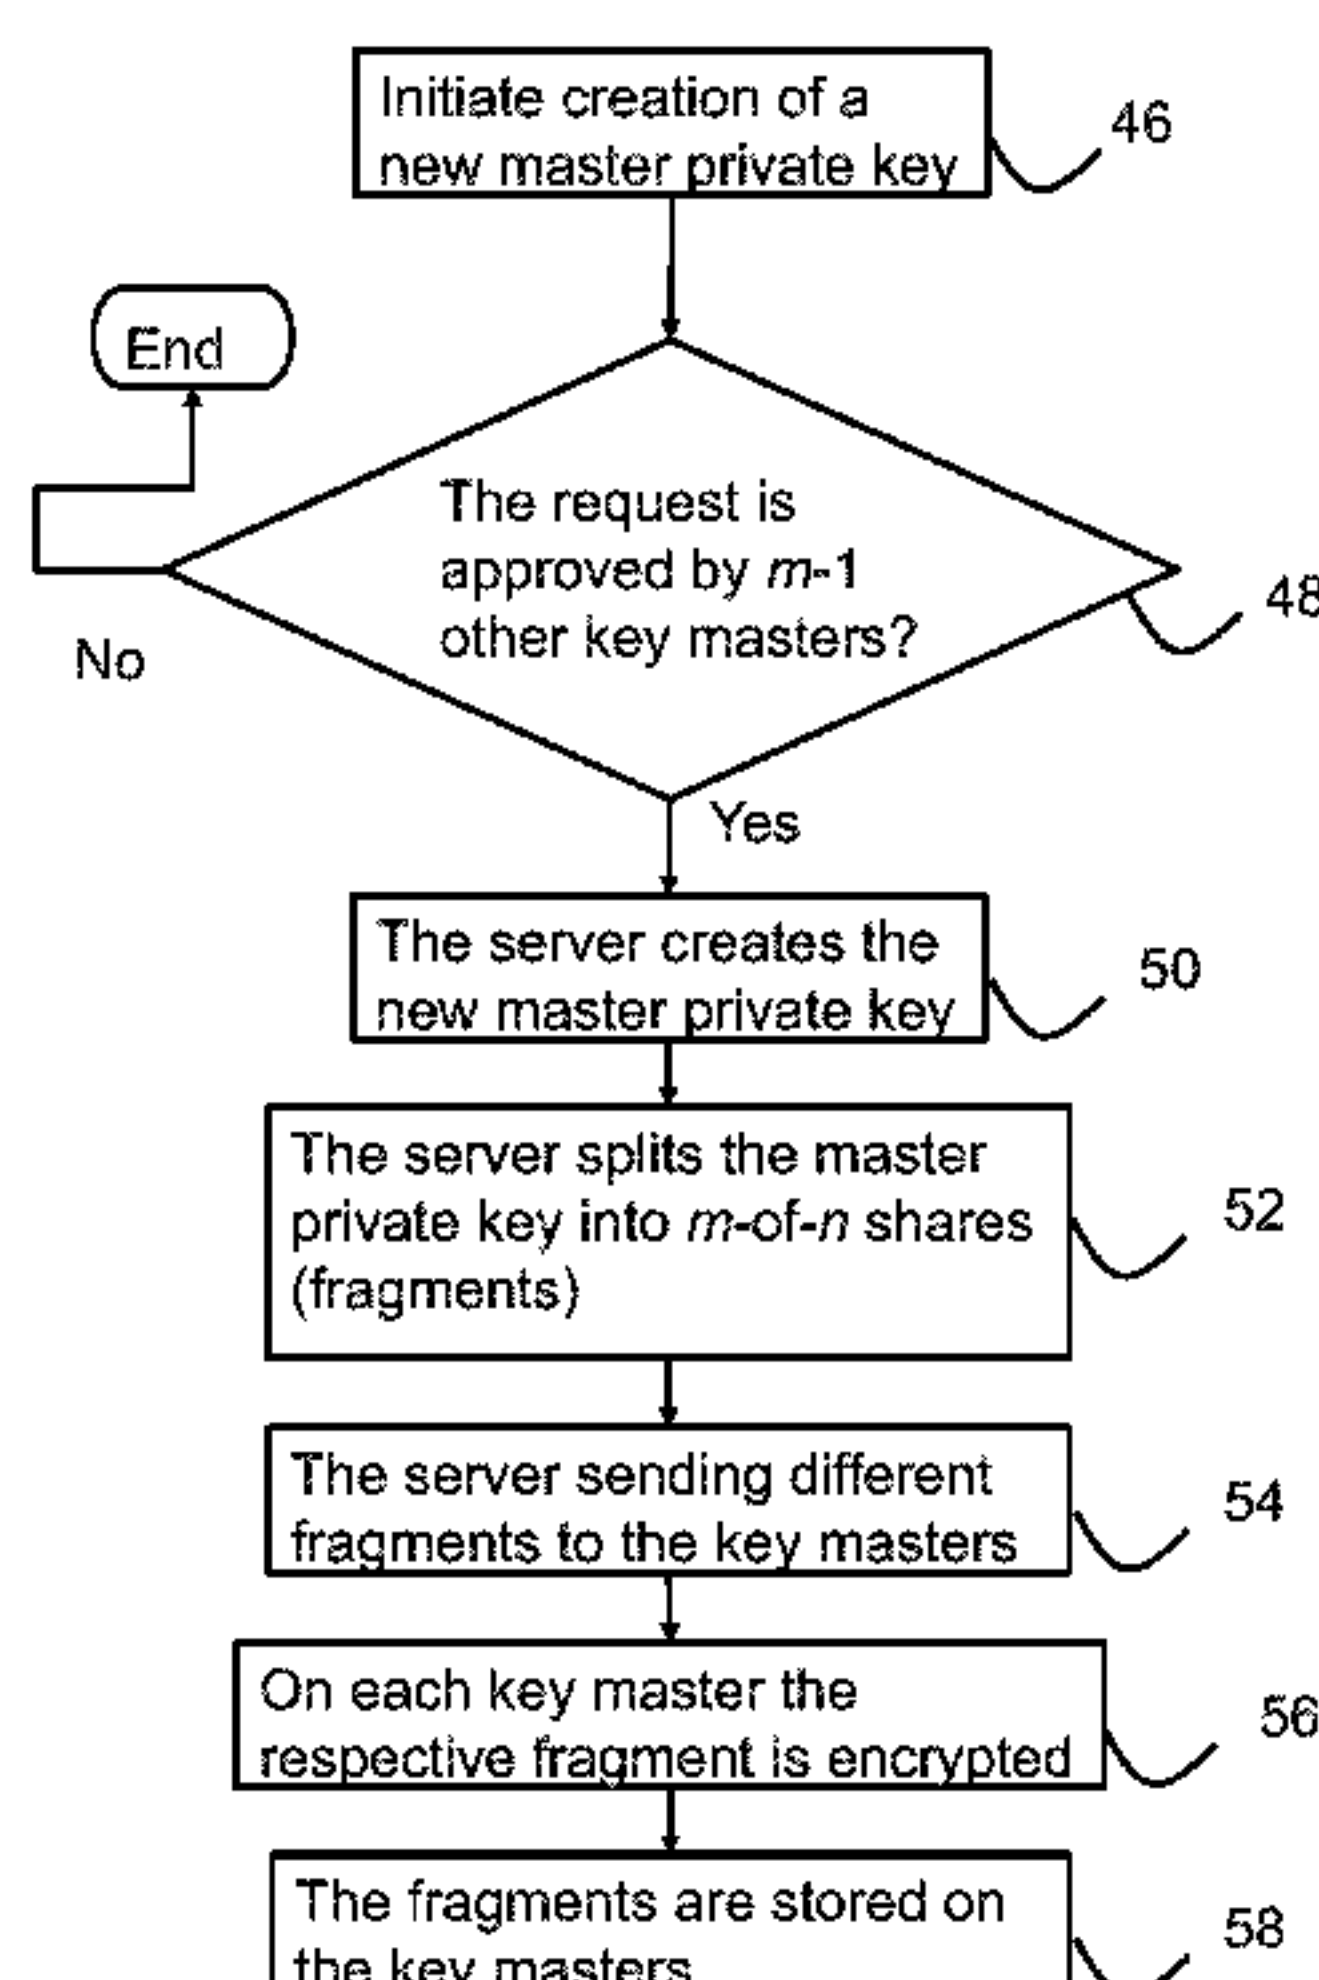 Initiate creation of a
new master private key
46
End
The request is
approved by m-1
other key masters?
48
No
Yes
The server creates the
new master private key
50
The server splits the master
private key into m-of-n shares
(fragments)
52
The server sending different
fragments to the key masters
54
On each key master the
respective fragment is encrypted
56
The fragments are stored on
the key masters
58